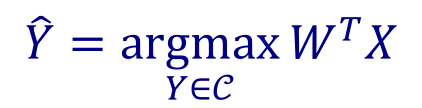 Ŷ = argmax WᵀX
Y∈𝒞